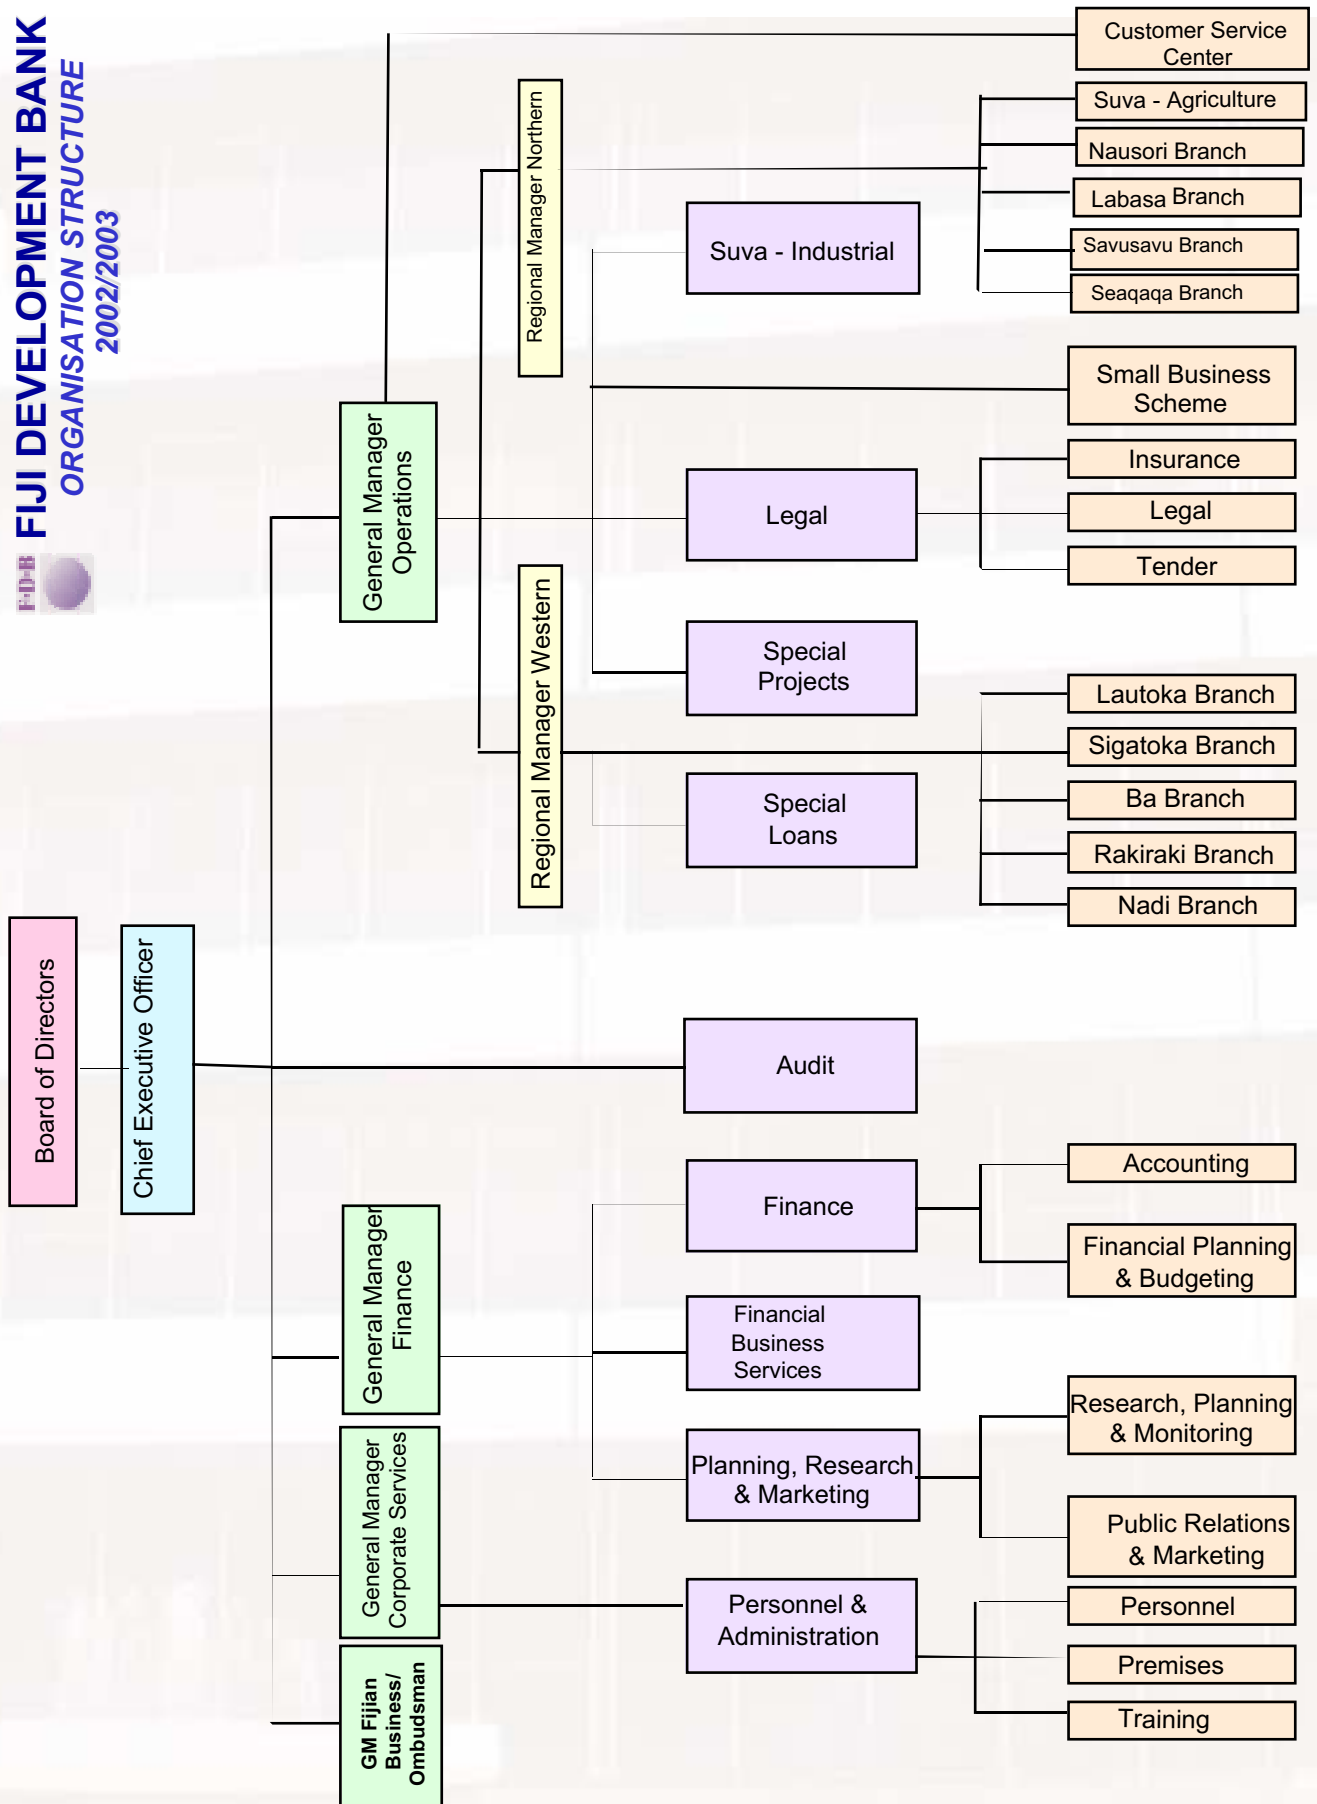 FIJI DEVELOPMENT BANK
ORGANISATION STRUCTURE
2002/2003
F·D·B
Board of Directors
Chief Executive Officer
General Manager
Operations
General Manager
Finance
General Manager
Corporate Services
GM Fijian
Business/
Ombudsman
Regional Manager Northern
Regional Manager Western
Suva - Industrial
Legal
Special
Projects
Special
Loans
Audit
Finance
Financial
Business
Services
Planning, Research
& Marketing
Personnel &
Administration
Customer Service
Center
Suva - Agriculture
Nausori Branch
Labasa Branch
Savusavu Branch
Seaqaqa Branch
Small Business
Scheme
Insurance
Legal
Tender
Lautoka Branch
Sigatoka Branch
Ba Branch
Rakiraki Branch
Nadi Branch
Accounting
Financial Planning
& Budgeting
Research, Planning
& Monitoring
Public Relations
& Marketing
Personnel
Premises
Training